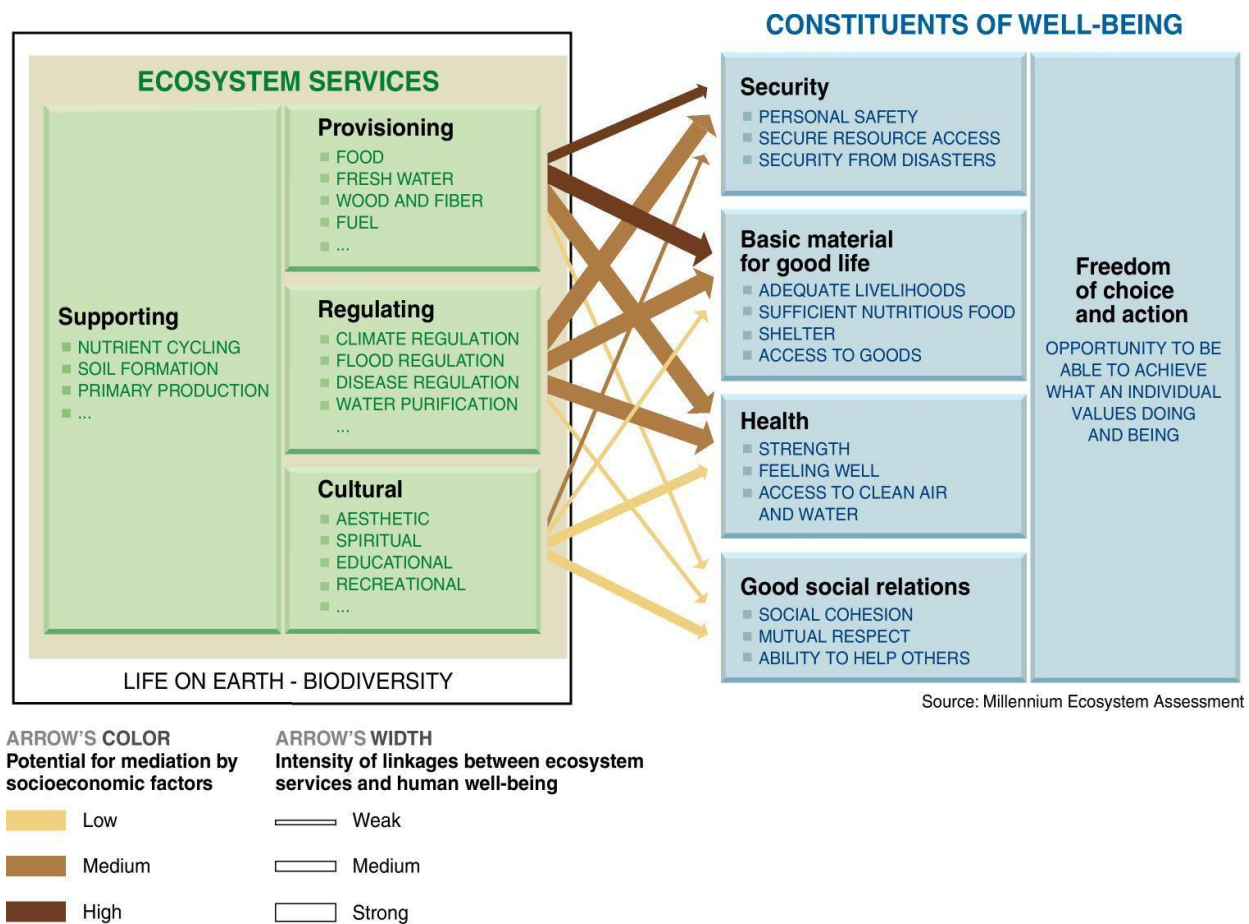 CONSTITUENTS OF WELL-BEING
ECOSYSTEM SERVICES
Supporting
NUTRIENT CYCLING
SOIL FORMATION
PRIMARY PRODUCTION
...
Provisioning
FOOD
FRESH WATER
WOOD AND FIBER
FUEL
...
Regulating
CLIMATE REGULATION
FLOOD REGULATION
DISEASE REGULATION
WATER PURIFICATION
...
Cultural
AESTHETIC
SPIRITUAL
EDUCATIONAL
RECREATIONAL
...
LIFE ON EARTH - BIODIVERSITY
Security
PERSONAL SAFETY
SECURE RESOURCE ACCESS
SECURITY FROM DISASTERS
Basic material
for good life
ADEQUATE LIVELIHOODS
SUFFICIENT NUTRITIOUS FOOD
SHELTER
ACCESS TO GOODS
Health
STRENGTH
FEELING WELL
ACCESS TO CLEAN AIR
AND WATER
Good social relations
SOCIAL COHESION
MUTUAL RESPECT
ABILITY TO HELP OTHERS
Freedom
of choice
and action
OPPORTUNITY TO BE
ABLE TO ACHIEVE
WHAT AN INDIVIDUAL
VALUES DOING
AND BEING
Source: Millennium Ecosystem Assessment
ARROW'S COLOR
Potential for mediation by
socioeconomic factors
Low
Medium
High
ARROW'S WIDTH
Intensity of linkages between ecosystem
services and human well-being
Weak
Medium
Strong